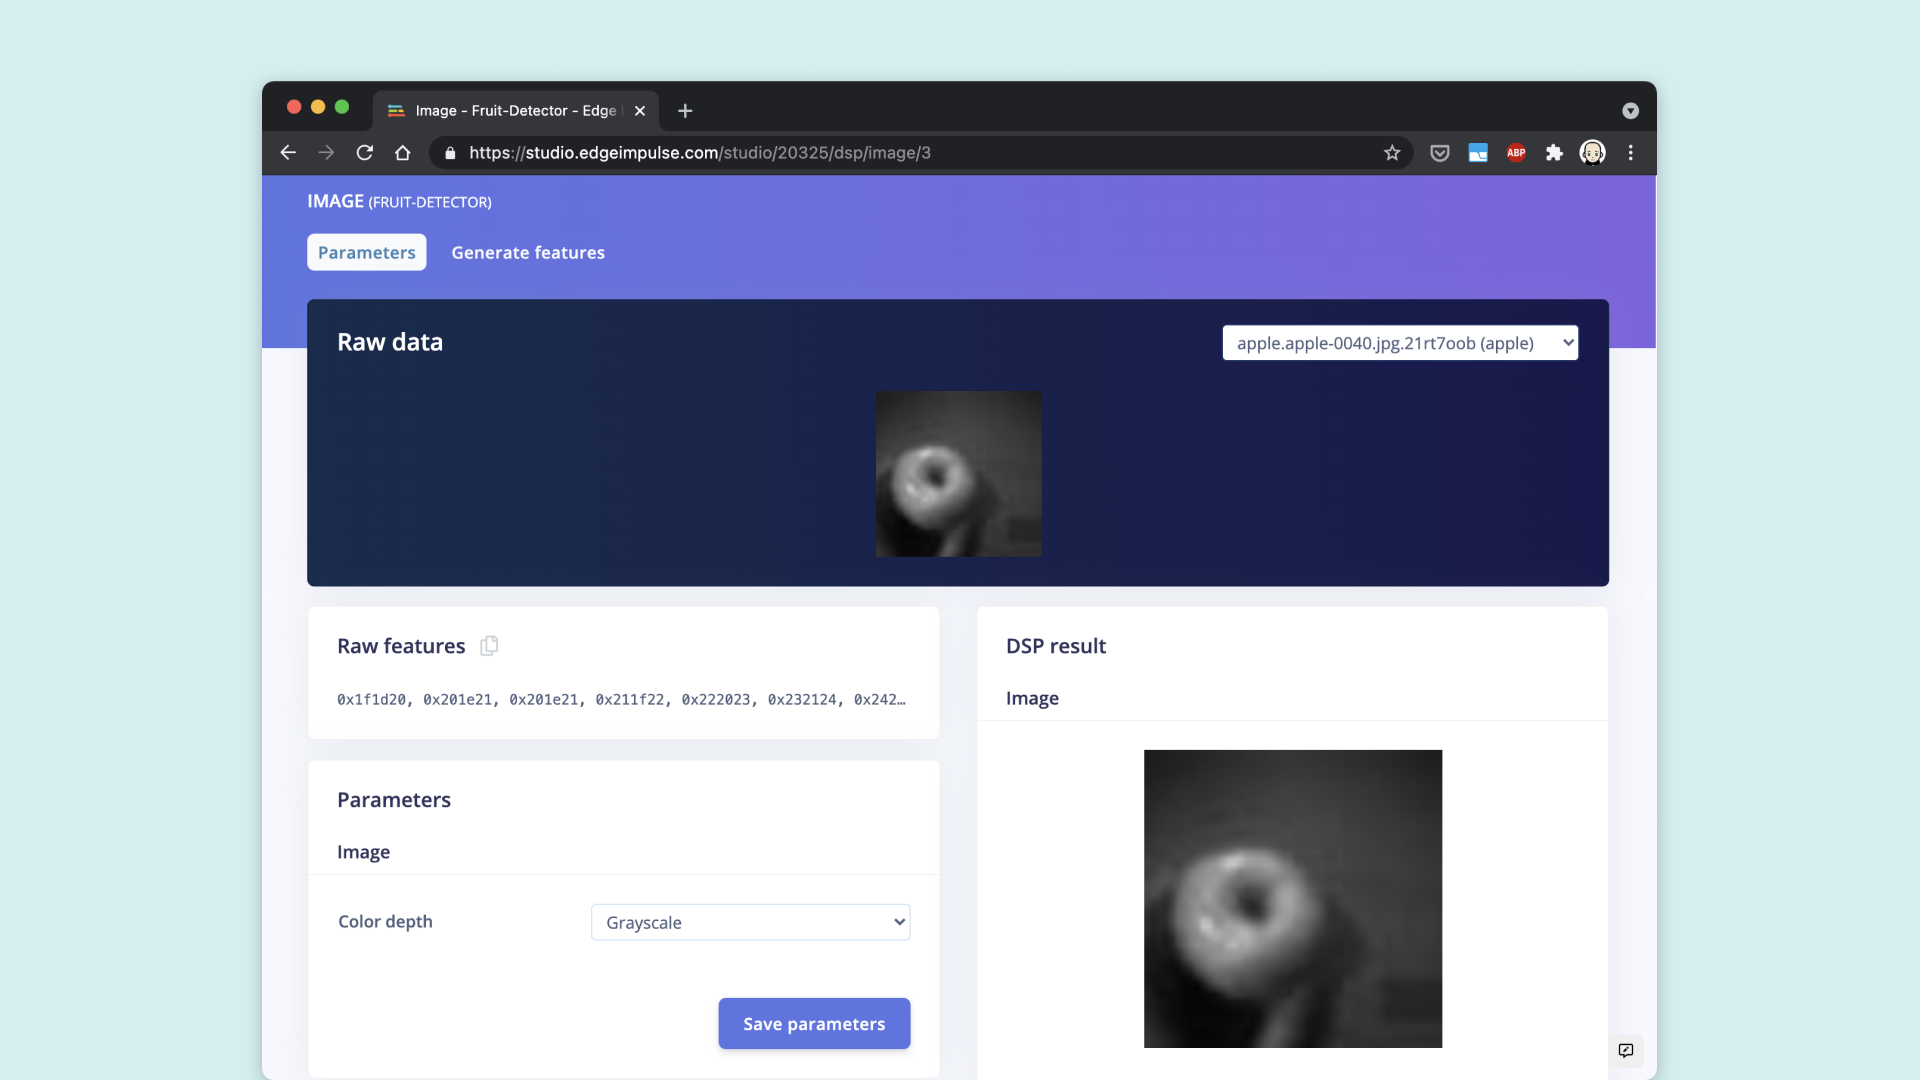 Image - Fruit-Detector - Edge
https://studio.edgeimpulse.com/studio/20325/dsp/image/3
ABP
IMAGE (FRUIT-DETECTOR)
Parameters
Generate features
Raw data
apple.apple-0040.jpg.21rt7oob (apple)
Raw features
0x1f1d20, 0x201e21, 0x201e21, 0x211f22, 0x222023, 0x232124, 0x242…
Parameters
Image
Color depth
Grayscale
Save parameters
DSP result
Image